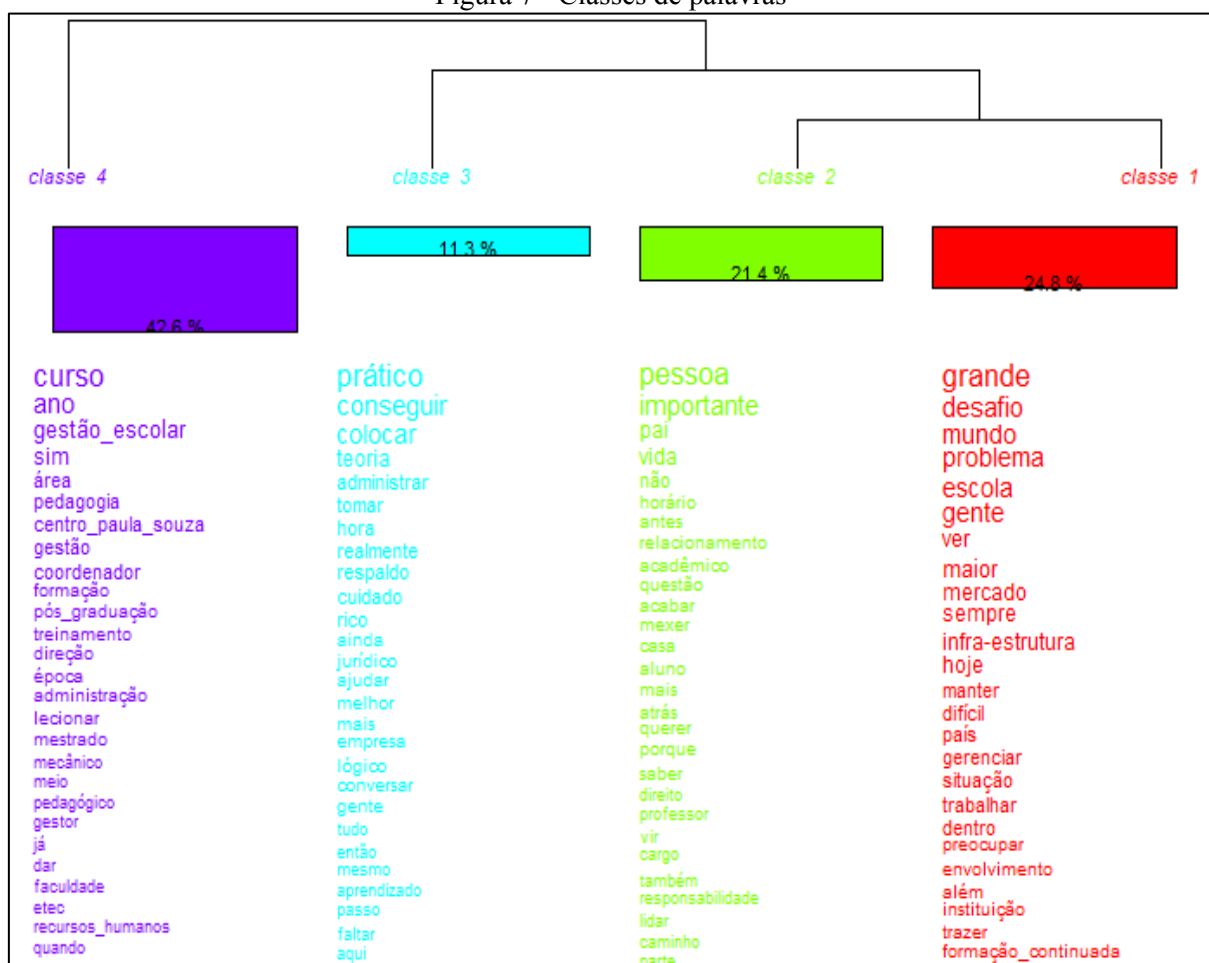 Figura 7 - Classes de palavras
classe 4
classe 3
classe 2
classe 1
42.6 %
11.3 %
21.4 %
24.8 %
curso
ano
gestão_escolar
sim
área
pedagogia
centro_paula_souza
gestão
coordenador
formação
pós_graduação
treinamento
direção
época
administração
lecionar
mestrado
mecânico
meio
pedagógico
gestor
já
dar
faculdade
etec
recursos_humanos
quando
prático
conseguir
colocar
teoria
administrar
tomar
hora
realmente
respaldo
cuidado
rico
ainda
jurídico
ajudar
melhor
mais
empresa
lógico
conversar
gente
tudo
então
mesmo
aprendizado
passo
faltar
aqui
pessoa
importante
pai
vida
não
horário
antes
relacionamento
acadêmico
questão
acabar
mexer
casa
aluno
mais
atrás
querer
porque
saber
direito
professor
vir
cargo
também
responsabilidade
lidar
caminho
parte
grande
desafio
mundo
problema
escola
gente
ver
maior
mercado
sempre
infra-estrutura
hoje
manter
difícil
país
gerenciar
situação
trabalhar
dentro
preocupar
envolvimento
além
instituição
trazer
formação_continuada